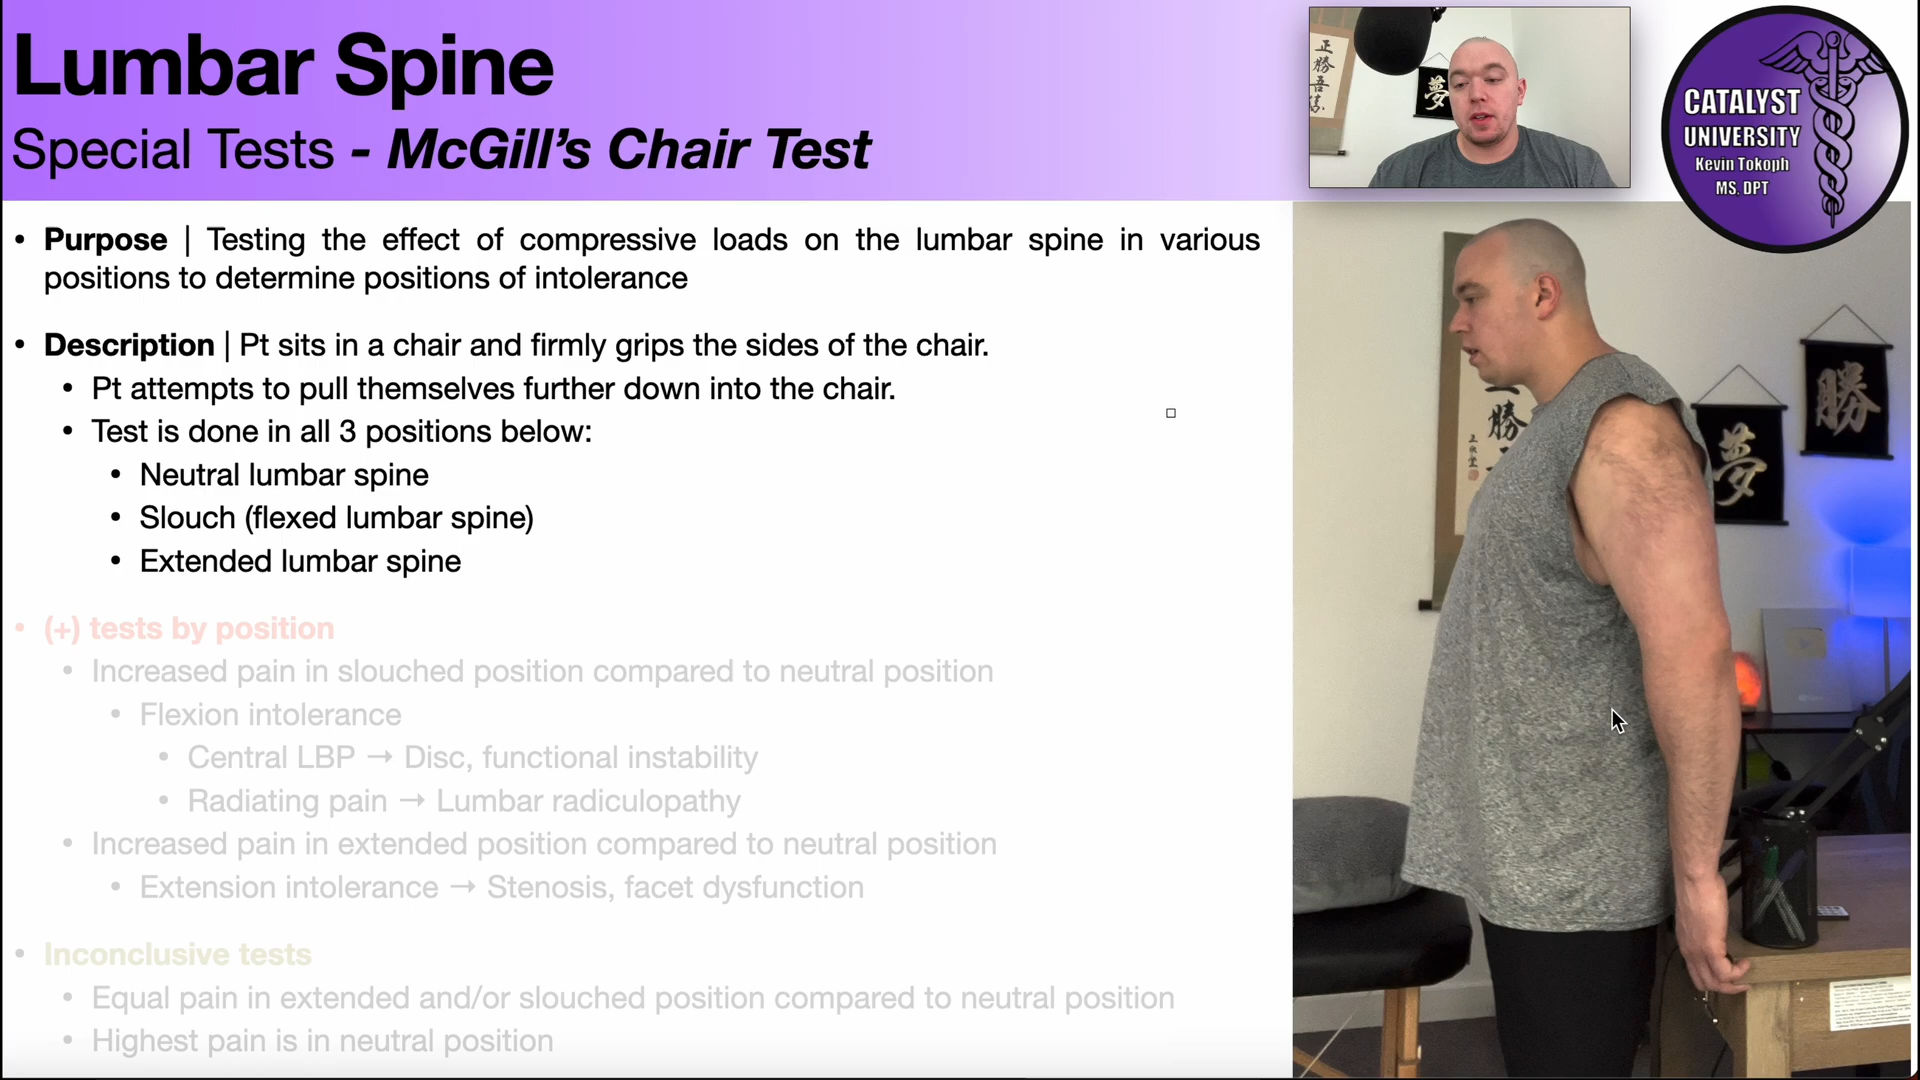 Lumbar Spine
Special Tests - McGill's Chair Test
正
勝
吾
夢
CATALYST
UNIVERSITY
Kevin Tokoph
MS, DPT
• Purpose | Testing the effect of compressive loads on the lumbar spine in various
positions to determine positions of intolerance
• Description | Pt sits in a chair and firmly grips the sides of the chair.
• Pt attempts to pull themselves further down into the chair.
• Test is done in all 3 positions below:
• Neutral lumbar spine
• Slouch (flexed lumbar spine)
• Extended lumbar spine
• (+) tests by position
• Increased pain in slouched position compared to neutral position
• Flexion intolerance
• Central LBP → Disc, functional instability
• Radiating pain → Lumbar radiculopathy
• Increased pain in extended position compared to neutral position
• Extension intolerance → Stenosis, facet dysfunction
• Inconclusive tests
• Equal pain in extended and/or slouched position compared to neutral position
• Highest pain is in neutral position
勝
勝
夢